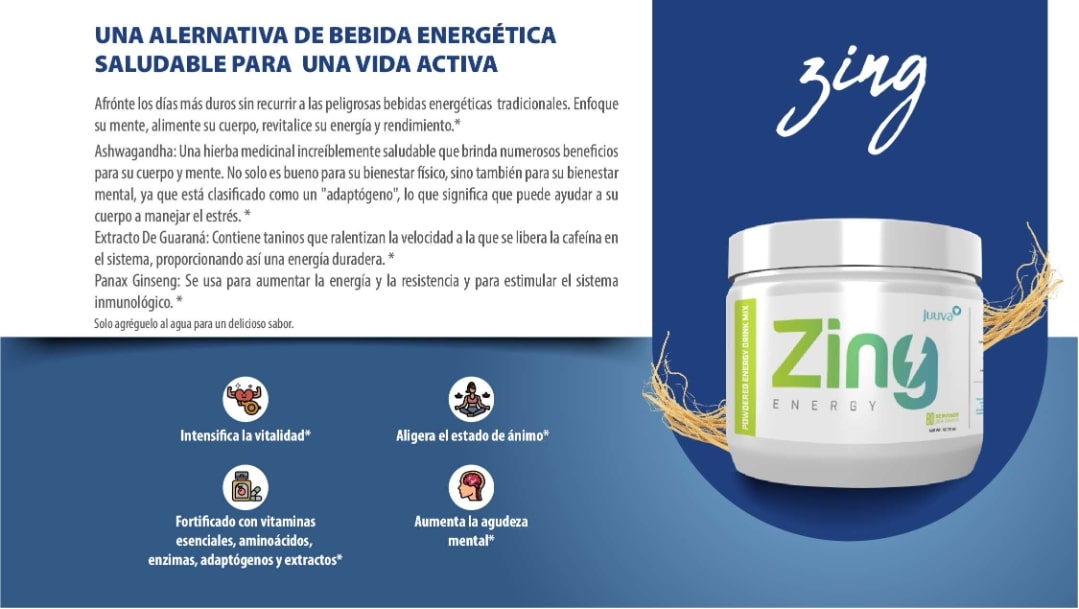 UNA ALERNATIVA DE BEBIDA ENERGÉTICA
SALUDABLE PARA UNA VIDA ACTIVA
Afrónte los días más duros sin recurrir a las peligrosas bebidas energéticas tradicionales. Enfoque
su mente, alimente su cuerpo, revitalice su energía y rendimiento.*
Ashwagandha: Una hierba medicinal increíblemente saludable que brinda numerosos beneficios
para su cuerpo y mente. No solo es bueno para su bienestar físico, sino también para su bienestar
mental, ya que está clasificado como un "adaptógeno", lo que significa que puede ayudar a su
cuerpo a manejar el estrés. *
Extracto De Guaraná: Contiene taninos que ralentizan la velocidad a la que se libera la cafeína en
el sistema, proporcionando así una energía duradera. *
Panax Ginseng: Se usa para aumentar la energía y la resistencia y para estimular el sistema
inmunológico. *
Solo agréguelo al agua para un delicioso sabor.
Intensifica la vitalidad*
Aligera el estado de ánimo*
Fortificado con vitaminas
esenciales, aminoácidos,
enzimas, adaptógenos y extractos*
Aumenta la agudeza
mental*
zing
POWDERED ENERGY DRINK MIX
Juuva
Zing
ENERGY